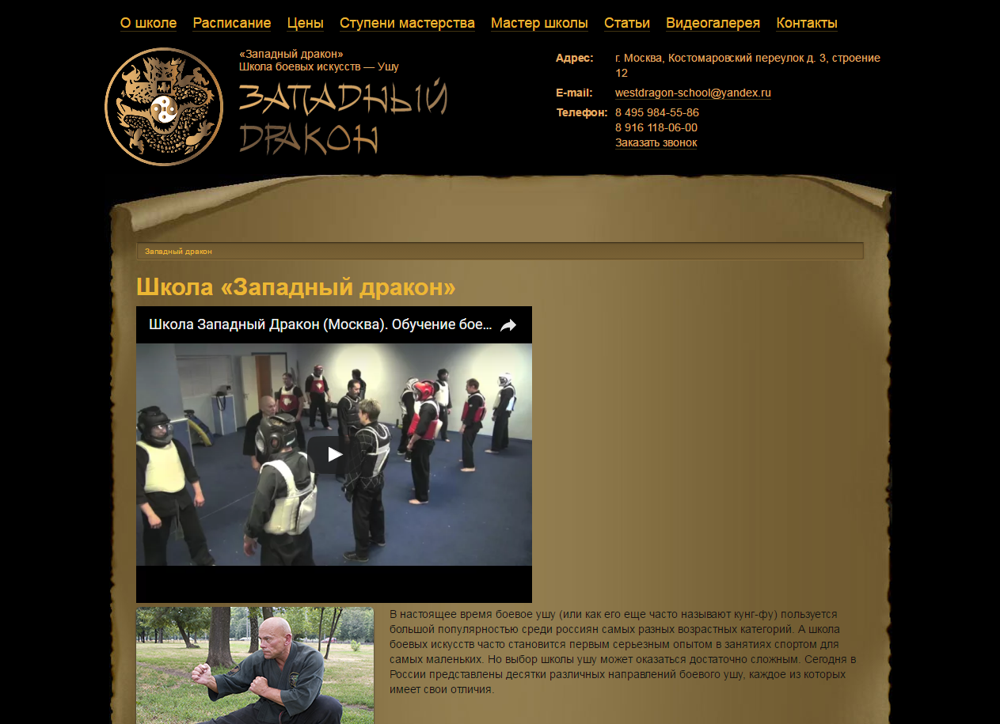 О школе Расписание Цены Ступени мастерства Мастер школы Статьи Видеогалерея Контакты
«Западный дракон»
Школа боевых искусств — Ушу
ЗАПАДНЫЙ
ДРАКОН
Адрес: г. Москва, Костомаровский переулок д. 3, строение
12
E-mail: westdragon-school@yandex.ru
Телефон: 8 495 984-55-86
8 916 118-06-00
Заказать звонок
Западный дракон
Школа «Западный дракон»
Школа Западный Дракон (Москва). Обучение бое...
В настоящее время боевое ушу (или как его еще часто называют кунг-фу) пользуется
большой популярностью среди россиян самых разных возрастных категорий. А школа
боевых искусств часто становится первым серьезным опытом в занятиях спортом для
самых маленьких. Но выбор школы ушу может оказаться достаточно сложным. Сегодня в
России представлены десятки различных направлений боевого ушу, каждое из которых
имеет свои отличия.